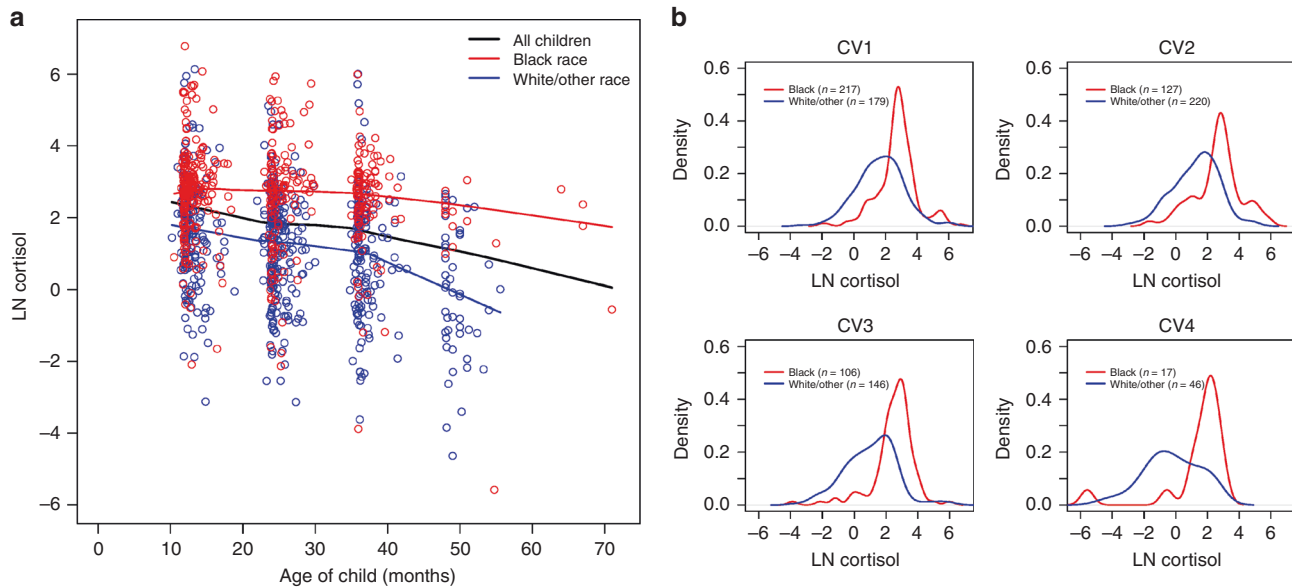 a
All children
Black race
White/other race
6
4
2
0
−2
−4
−6
LN cortisol
0 10 20 30 40 50 60 70
Age of child (months)
b
CV1
0.6
0.4
0.2
0.0
Density
Black (n = 217)
White/other (n = 179)
−6 −4 −2 0 2 4 6
LN cortisol
CV2
0.6
0.4
0.2
0.0
Density
Black (n = 127)
White/other (n = 220)
−6 −4 −2 0 2 4 6
LN cortisol
CV3
0.6
0.4
0.2
0.0
Density
Black (n = 106)
White/other (n = 146)
−6 −4 −2 0 2 4 6
LN cortisol
CV4
0.6
0.4
0.2
0.0
Density
Black (n = 17)
White/other (n = 46)
−6 −4 −2 0 2 4 6
LN cortisol